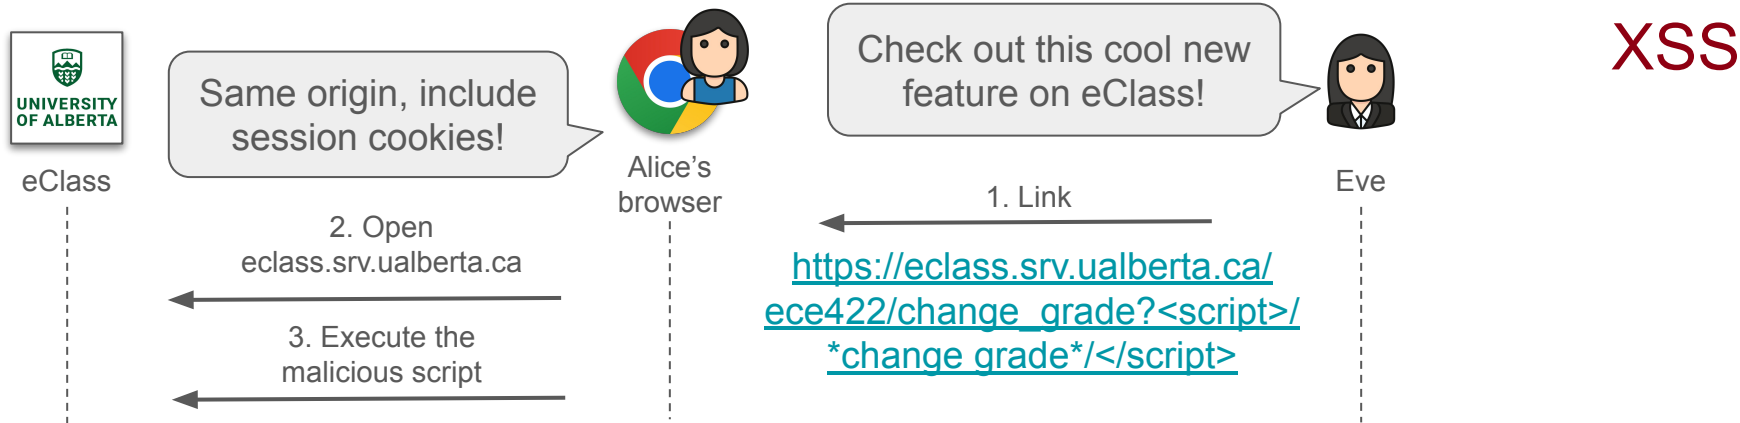 XSS
UNIVERSITY
OF ALBERTA
eClass
Same origin, include
session cookies!
Alice's
browser
Check out this cool new
feature on eClass!
Eve
1. Link
https://eclass.srv.ualberta.ca/
ece422/change_grade?<script>/
*change grade*/</script>
2. Open
eclass.srv.ualberta.ca
3. Execute the
malicious script